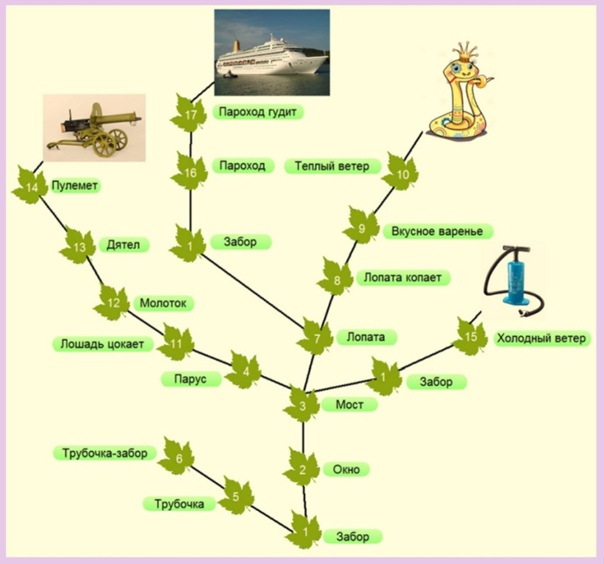 17 Пароход гудит
16 Пароход
Теплый ветер 10
14 Пулемет
9 Вкусное варенье
13 Дятел
1 Забор
8 Лопата копает
12 Молоток
7 Лопата
15 Холодный ветер
Лошадь цокает 11
Парус 4
1 Забор
3 Мост
Трубочка-забор 6
2 Окно
Трубочка 5
1 Забор